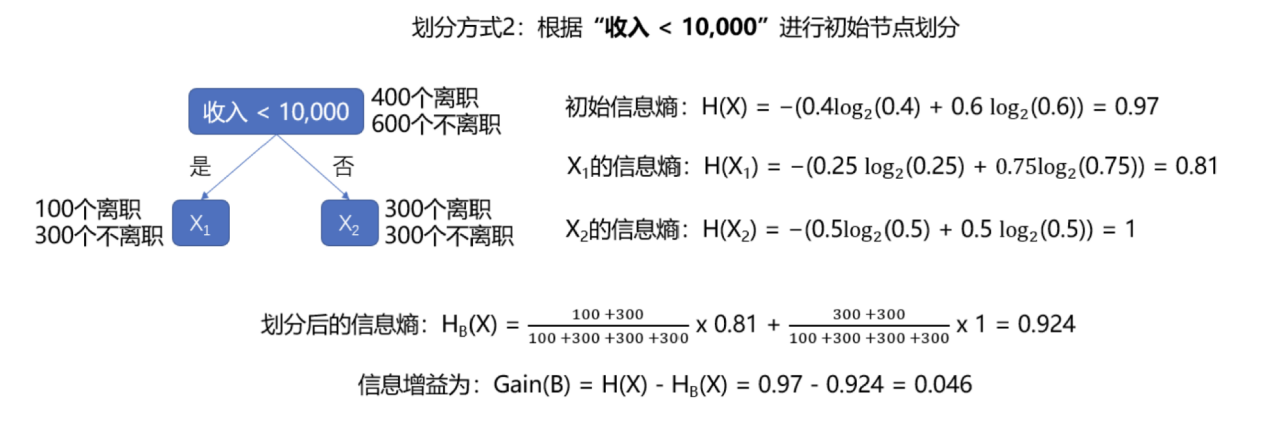 划分方式2：根据“收入 < 10,000”进行初始节点划分
收入 < 10,000
400个离职
600个不离职
是
否
100个离职
300个不离职
X₁
X₂
300个离职
300个不离职
初始信息熵：H(X) = −(0.4log₂(0.4) + 0.6 log₂(0.6)) = 0.97
X₁的信息熵：H(X₁) = −(0.25 log₂(0.25) + 0.75log₂(0.75)) = 0.81
X₂的信息熵：H(X₂) = −(0.5log₂(0.5) + 0.5 log₂(0.5)) = 1
划分后的信息熵：H_B(X) = (100 +300)/(100 +300 +300 +300) x 0.81 + (300 +300)/(100 +300 +300 +300) x 1 = 0.924
信息增益为：Gain(B) = H(X) - H_B(X) = 0.97 - 0.924 = 0.046